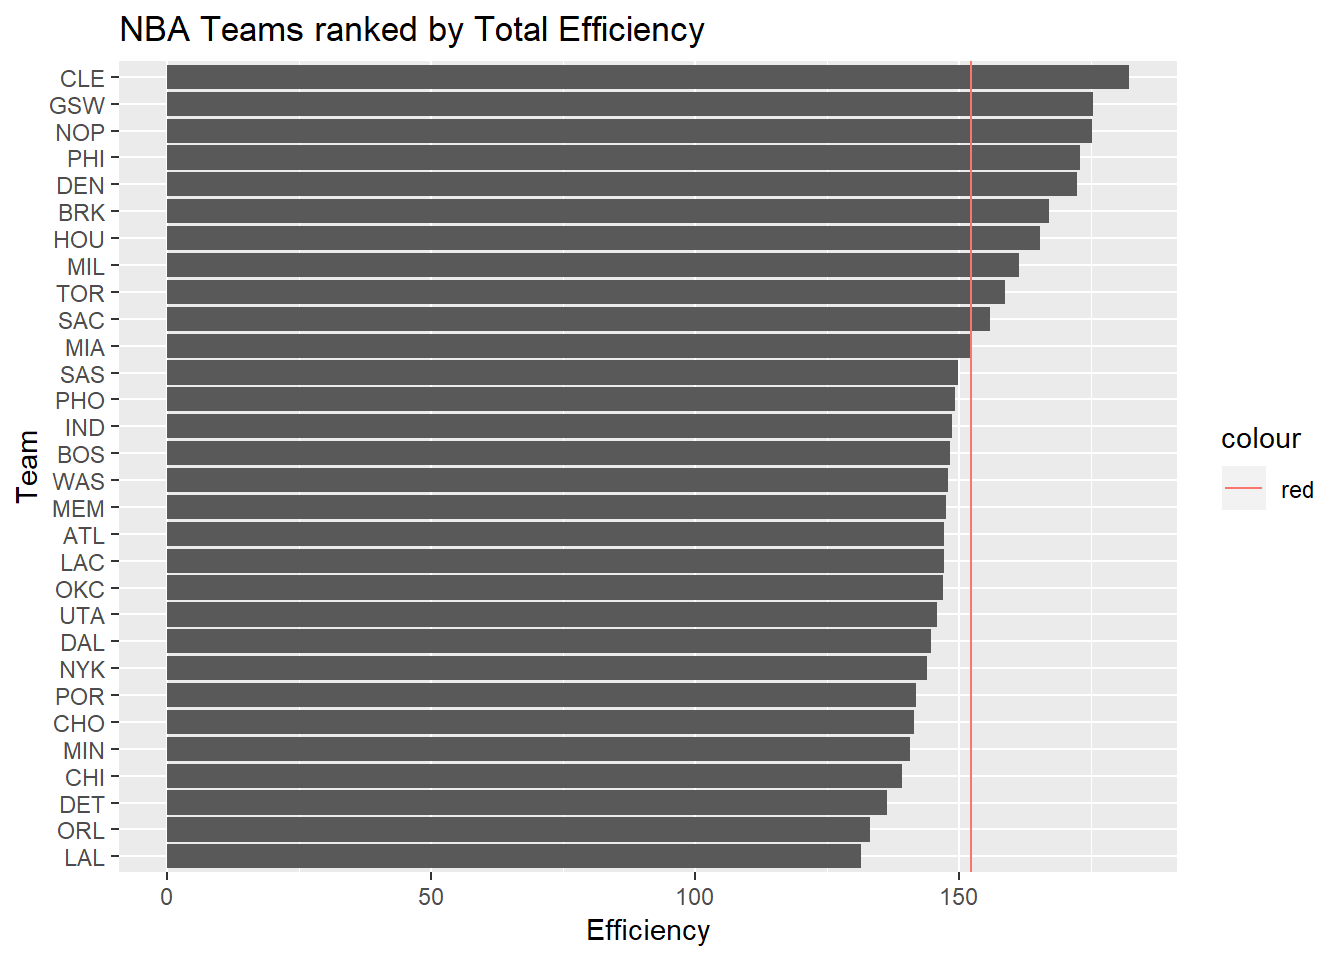 NBA Teams ranked by Total Efficiency
CLE
GSW
NOP
PHI
DEN
BRK
HOU
MIL
TOR
SAC
MIA
SAS
PHO
IND
BOS
WAS
MEM
ATL
LAC
OKC
UTA
DAL
NYK
POR
CHO
MIN
CHI
DET
ORL
LAL
Team
0 50 100 150
Efficiency
colour
red